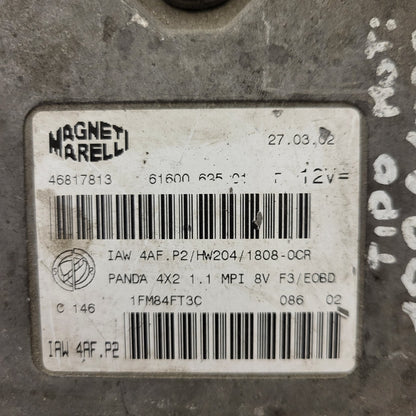 MAGNETI
MARELLI
27.03.02
46817813 61600.635.01 12V=
IAW 4AF.P2/HW204/1808-0CR
PANDA 4X2 1.1 MPI 8V F3/EOBD
C 146 1FM84FT3C 086 02
IAW 4AF.P2
TIPO MOT: